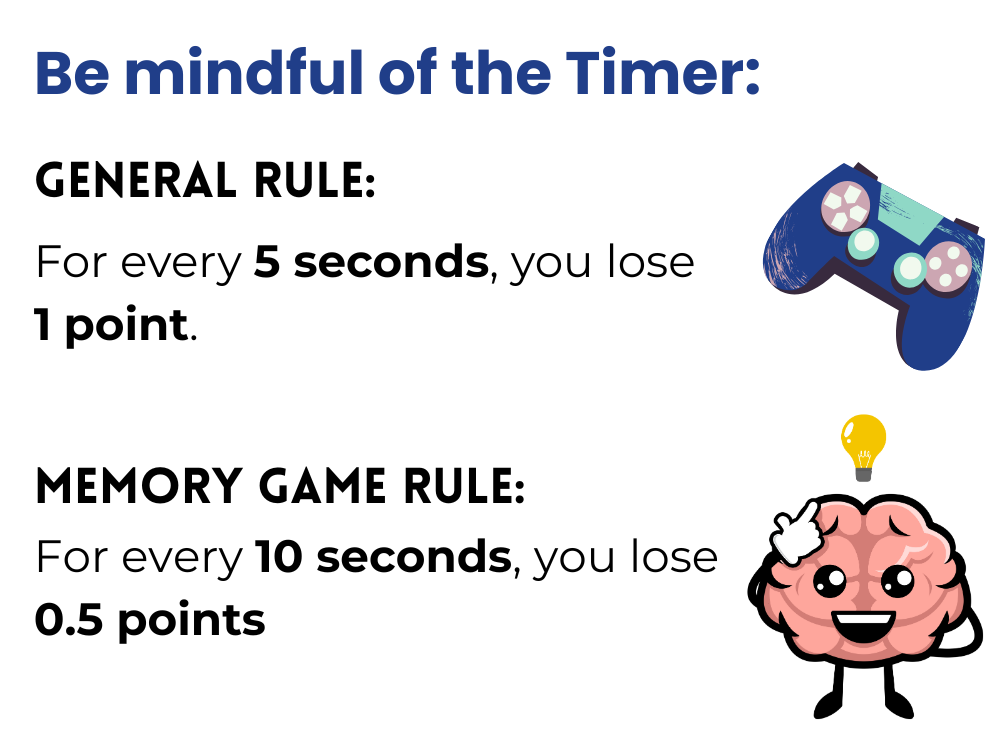 Be mindful of the Timer:
GENERAL RULE:
For every 5 seconds, you lose
1 point.
MEMORY GAME RULE:
For every 10 seconds, you lose
0.5 points